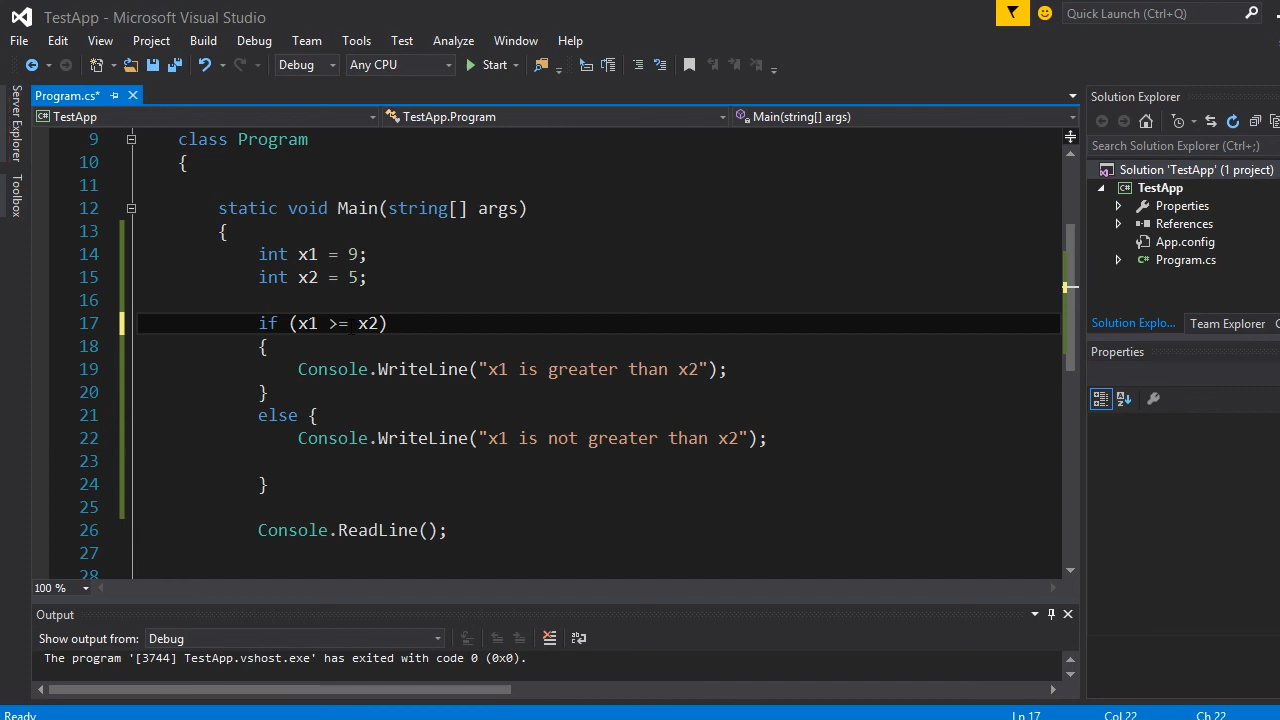 TestApp - Microsoft Visual Studio
Quick Launch (Ctrl+Q)
File Edit View Project Build Debug Team Tools Test Analyze Window Help
Debug Any CPU Start
Program.cs*
TestApp TestApp.Program Main(string[] args)
Server Explorer
Toolbox
9 class Program
10 {
11
12 static void Main(string[] args)
13 {
14 int x1 = 9;
15 int x2 = 5;
16
17 if (x1 >= x2)
18 {
19 Console.WriteLine("x1 is greater than x2");
20 }
21 else {
22 Console.WriteLine("x1 is not greater than x2");
23
24 }
25
26 Console.ReadLine();
27
28
100 %
Output
Show output from: Debug
The program '[3744] TestApp.vshost.exe' has exited with code 0 (0x0).
Solution Explorer
Search Solution Explorer (Ctrl+;)
Solution 'TestApp' (1 project)
TestApp
Properties
References
App.config
Program.cs
Solution Explo... Team Explorer C
Properties
Ready Ln 17 Col 22 Ch 22